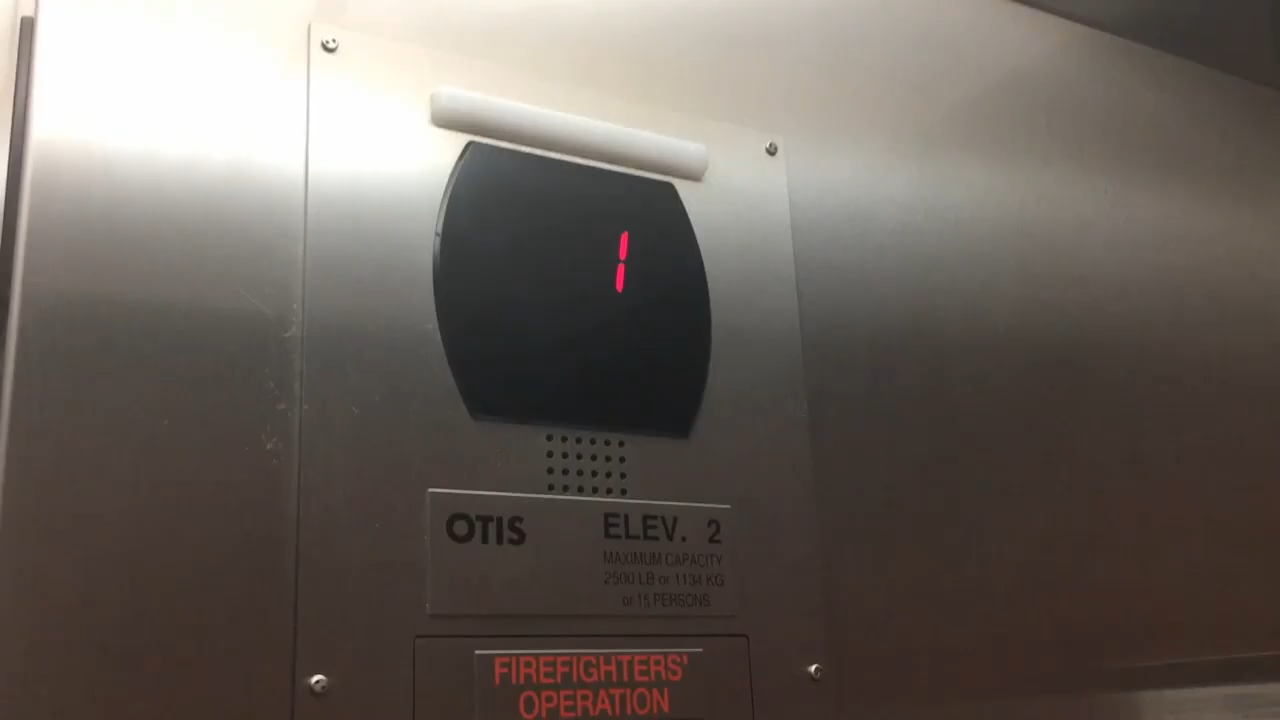 1
OTIS
ELEV. 2
MAXIMUM CAPACITY
2500 LB or 1134 KG
or 15 PERSONS
FIREFIGHTERS'
OPERATION